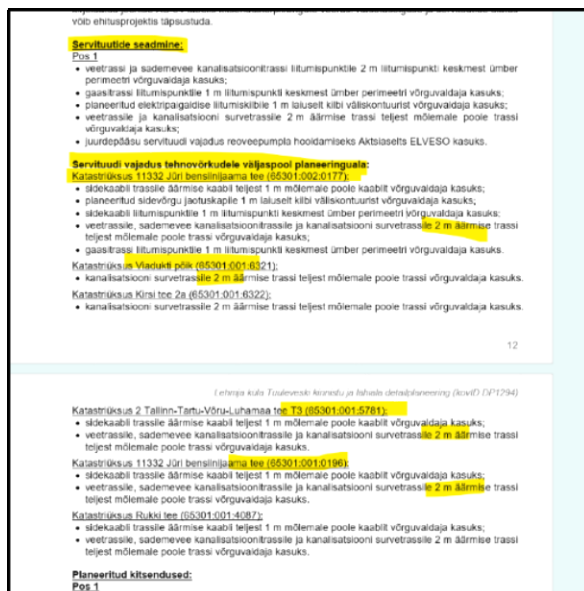 võib ehitusprojektis täpsustuda.
Servituutide seadmine:
Pos 1
• veetrassi ja sademevee kanalisatsioonitrassi liitumispunktile 2 m liitumispunkti keskmest ümber
perimeetri võrguvaldaja kasuks;
• gaasitrassi liitumispunktile 1 m liitumispunkti keskmest ümber perimeetri võrguvaldaja kasuks;
• planeeritud elektripaigaldise liitumiskilbile 1 m laiuselt kilbi väliskontuurist võrguvaldaja kasuks;
• veetrassile ja kanalisatsiooni survetrassile 2 m äärmise trassi teljest mõlemale poole trassi
võrguvaldaja kasuks;
• juurdepääsu servituudi vajadus reoveepumpla hooldamiseks Aktsiaselts ELVESO kasuks.
Servituudi vajadus tehnovõrkudele väljaspool planeeringuala:
Katastriüksus 11332 Jüri bensiinijaama tee (65301:002:0177):
• sidekaabli trassile äärmise kaabli teljest 1 m mõlemale poole kaablit võrguvaldaja kasuks;
• planeeritud sidevõrgu jaotuskapile 1 m laiuselt kilbi väliskontuurist võrguvaldaja kasuks;
• sidekaabli liitumispunktile 1 m liitumispunkti keskmest ümber perimeetri võrguvaldaja kasuks;
• veetrassile, sademevee kanalisatsioonitrassile ja kanalisatsiooni survetrassile 2 m äärmise trassi
teljest mõlemale poole trassi võrguvaldaja kasuks;
• gaasitrassi liitumispunktile 1 m liitumispunkti keskmest ümber perimeetri võrguvaldaja kasuks.
Katastriüksus Viadukti põik (65301:001:6321):
• kanalisatsiooni survetrassile 2 m äärmise trassi teljest mõlemale poole trassi võrguvaldaja kasuks.
Katastriüksus Kirsi tee 2a (65301:001:6322):
• kanalisatsiooni survetrassile 2 m äärmise trassi teljest mõlemale poole trassi võrguvaldaja kasuks.
12
Lehmja küla Tuuleveski kinnistu ja lähiala detailplaneering (kovID DP1294)
Katastriüksus 2 Tallinn-Tartu-Võru-Luhamaa tee T3 (65301:001:5781):
• sidekaabli trassile äärmise kaabli teljest 1 m mõlemale poole kaablit võrguvaldaja kasuks;
• veetrassile, sademevee kanalisatsioonitrassile ja kanalisatsiooni survetrassile 2 m äärmise trassi
teljest mõlemale poole trassi võrguvaldaja kasuks.
Katastriüksus 11332 Jüri bensiinijaama tee (65301:001:0196):
• sidekaabli trassile äärmise kaabli teljest 1 m mõlemale poole kaablit võrguvaldaja kasuks;
• veetrassile, sademevee kanalisatsioonitrassile ja kanalisatsiooni survetrassile 2 m äärmise trassi
teljest mõlemale poole trassi võrguvaldaja kasuks.
Katastriüksus Rukki tee (65301:001:4087):
• sidekaabli trassile äärmise kaabli teljest 1 m mõlemale poole kaablit võrguvaldaja kasuks;
• veetrassile, sademevee kanalisatsioonitrassile ja kanalisatsiooni survetrassile 2 m äärmise trassi
teljest mõlemale poole trassi võrguvaldaja kasuks.
Planeeritud kitsendused:
Pos 1